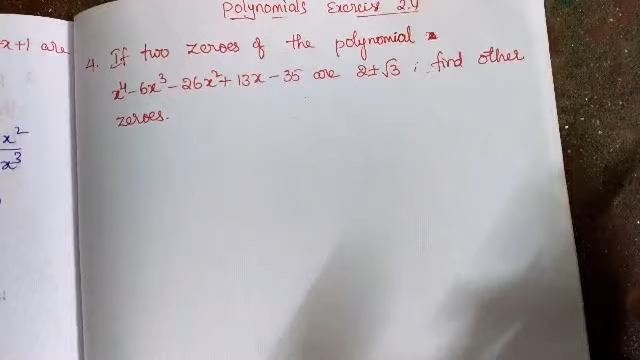 Polynomials Exercise 2.4
x+1 are
4. If two zeroes of the polynomial
x⁴-6x³-26x²+13x-35 are 2±√3 ; find other
zeroes.
x²
x³